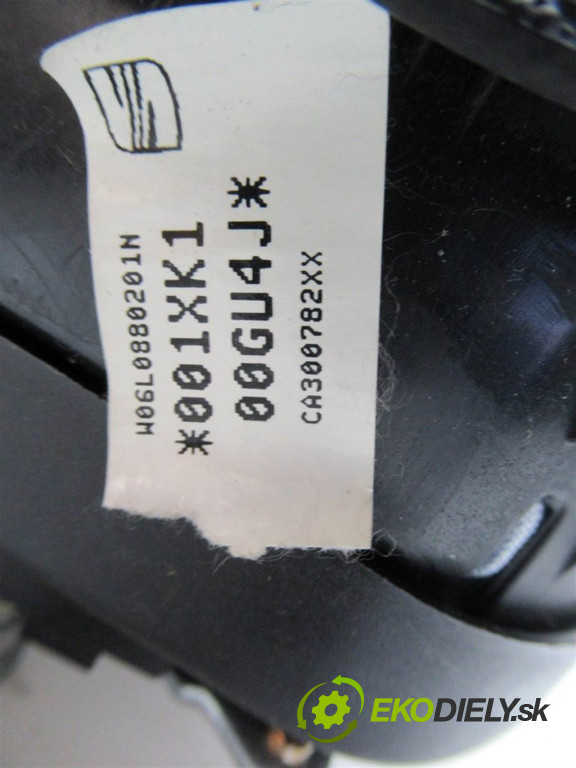 W06L0880201N
*001XK1
00GU4J*
CA300782XX
EKODIELY.sk